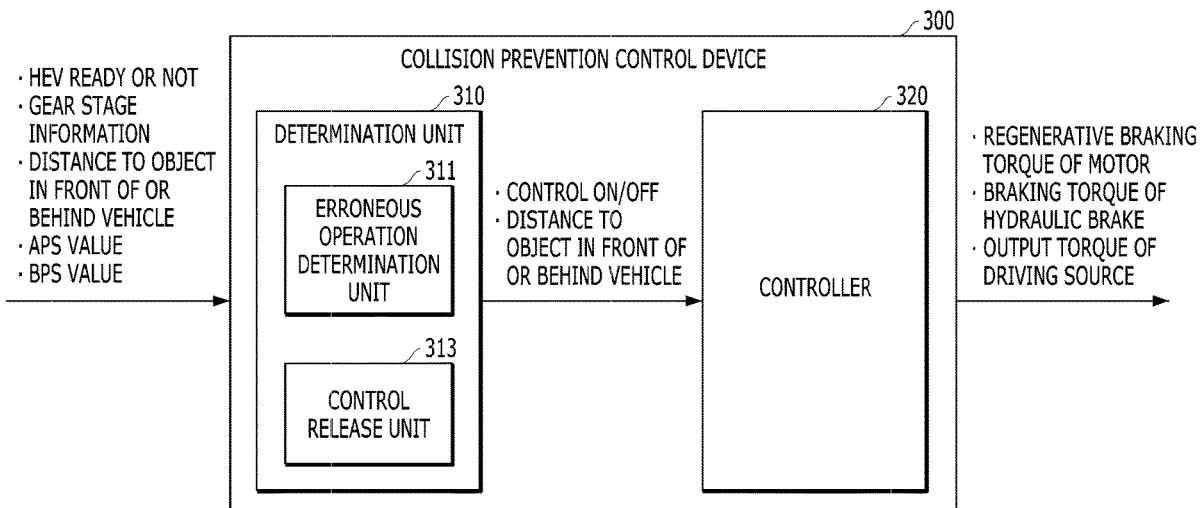 300
COLLISION PREVENTION CONTROL DEVICE
· HEV READY OR NOT
· GEAR STAGE
INFORMATION
· DISTANCE TO OBJECT
IN FRONT OF OR
BEHIND VEHICLE
· APS VALUE
· BPS VALUE
310
DETERMINATION UNIT
311
ERRONEOUS
OPERATION
DETERMINATION
UNIT
313
CONTROL
RELEASE UNIT
· CONTROL ON/OFF
· DISTANCE TO
OBJECT IN FRONT OF
OR BEHIND VEHICLE
320
CONTROLLER
· REGENERATIVE BRAKING
TORQUE OF MOTOR
· BRAKING TORQUE OF
HYDRAULIC BRAKE
· OUTPUT TORQUE OF
DRIVING SOURCE